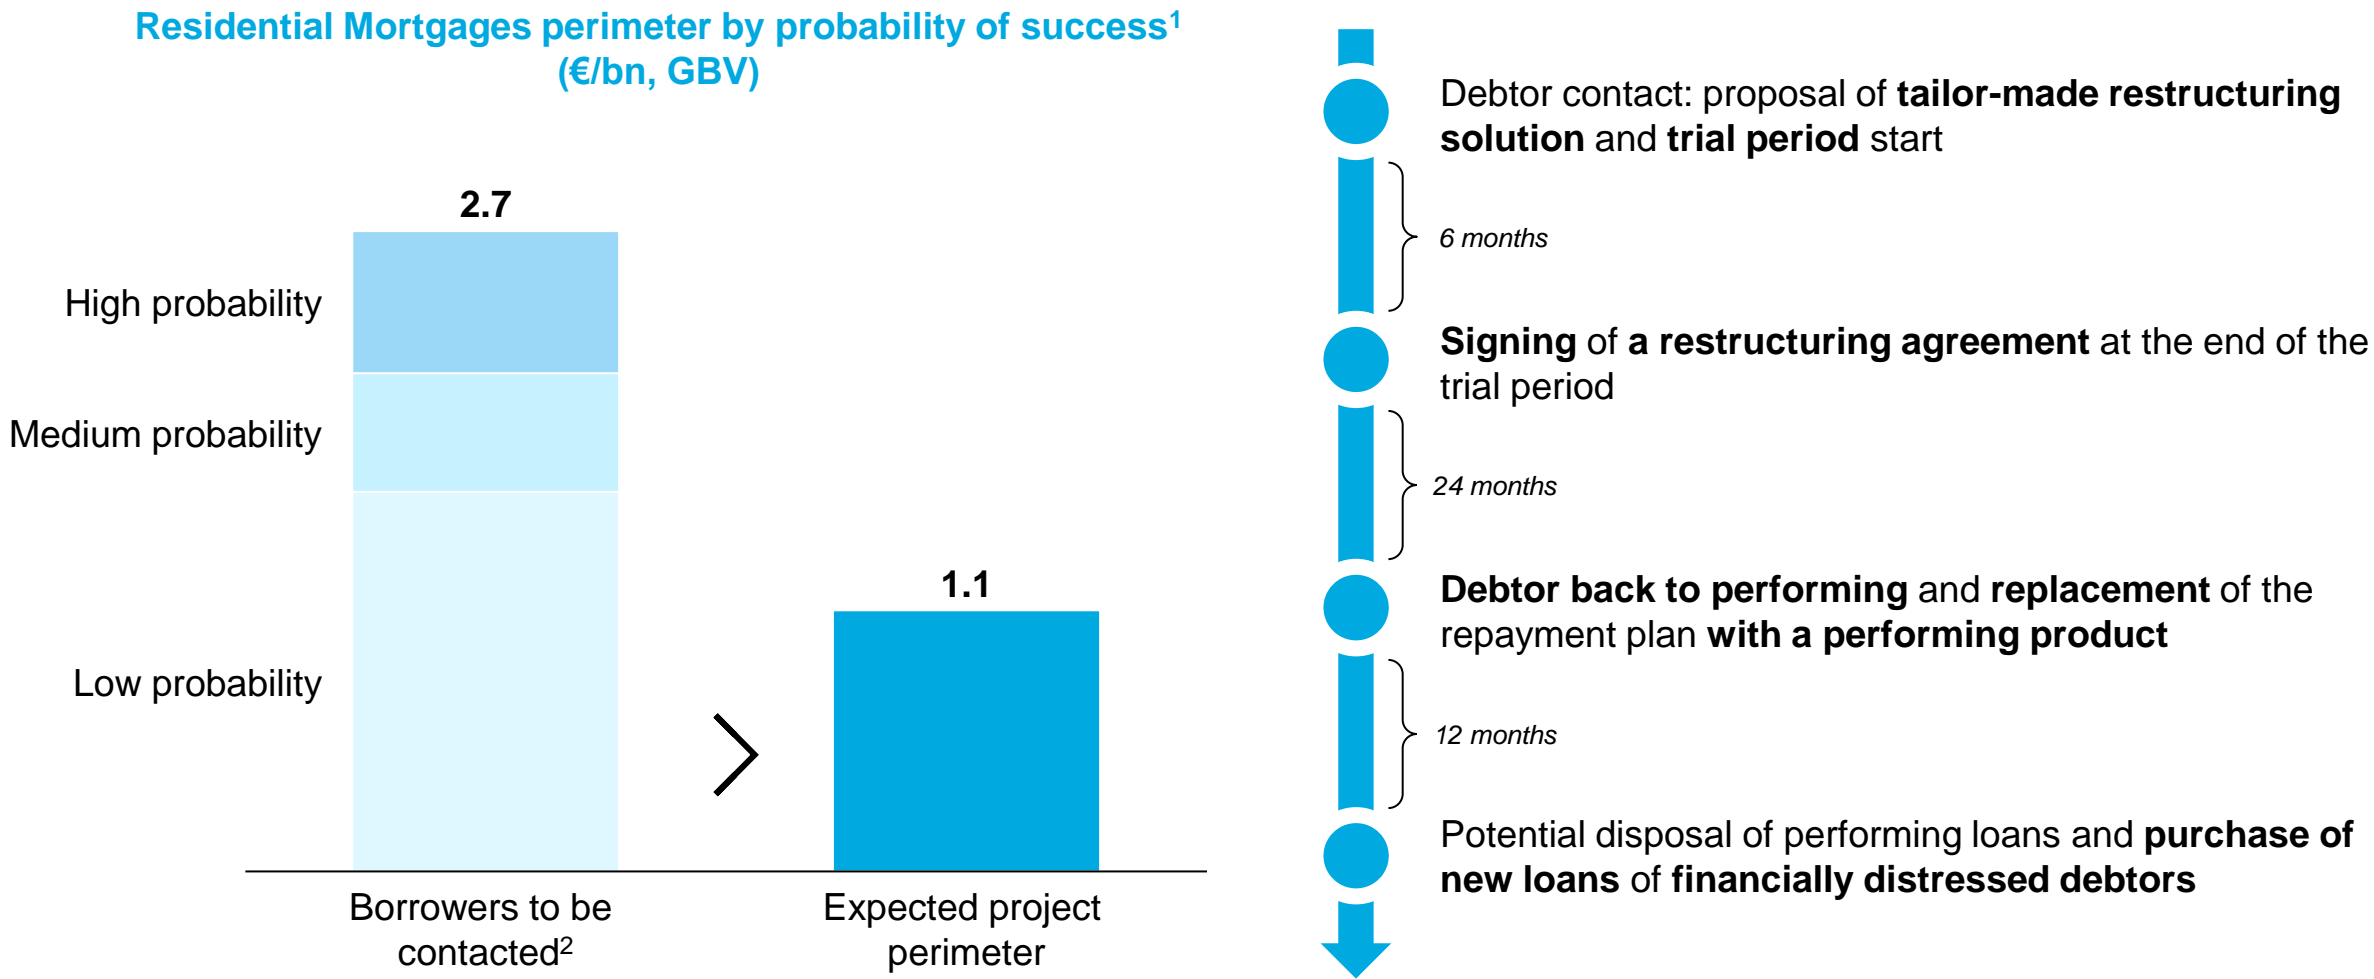 Residential Mortgages perimeter by probability of success¹
(€/bn, GBV)
2.7
High probability
Medium probability
Low probability
1.1
Borrowers to be
contacted²
Expected project
perimeter
Debtor contact: proposal of tailor-made restructuring
solution and trial period start
6 months
Signing of a restructuring agreement at the end of the
trial period
24 months
Debtor back to performing and replacement of the
repayment plan with a performing product
12 months
Potential disposal of performing loans and purchase of
new loans of financially distressed debtors